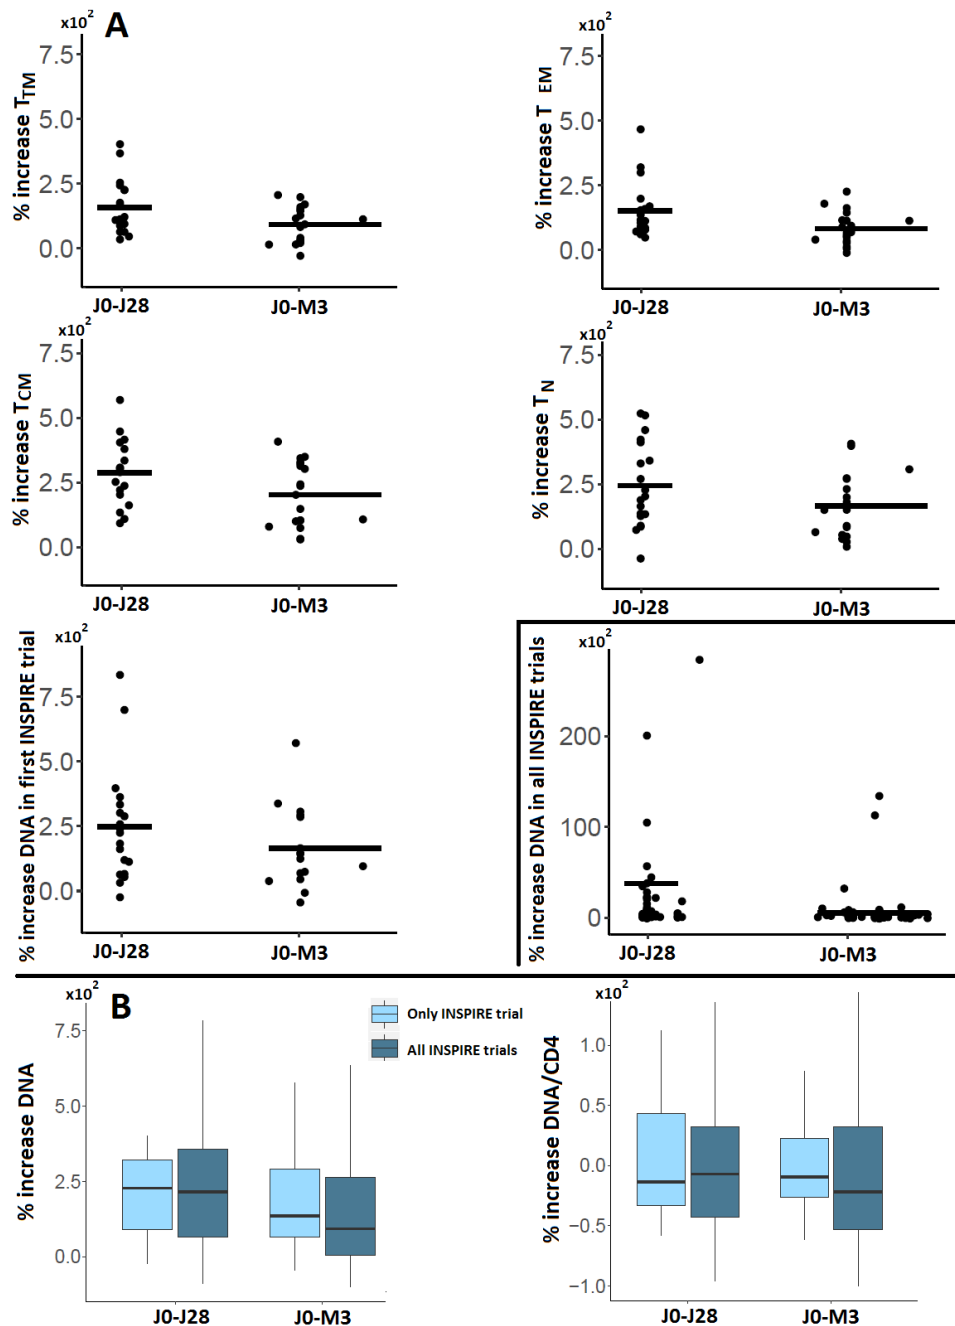 x10²
A
7.5
5.0
2.5
0.0
% increase T_TM
J0-J28
J0-M3
x10²
7.5
5.0
2.5
0.0
% increase T_EM
J0-J28
J0-M3
x10²
7.5
5.0
2.5
0.0
% increase T_CM
J0-J28
J0-M3
x10²
7.5
5.0
2.5
0.0
% increase T_N
J0-J28
J0-M3
x10²
7.5
5.0
2.5
0.0
% increase DNA in first INSPIRE trial
J0-J28
J0-M3
x10²
200
100
0
% increase DNA in all INSPIRE trials
J0-J28
J0-M3
x10²
B
7.5
5.0
2.5
0.0
% increase DNA
J0-J28
J0-M3
Only INSPIRE trial
All INSPIRE trials
x10²
1.0
0.5
0.0
−0.5
−1.0
% increase DNA/CD4
J0-J28
J0-M3